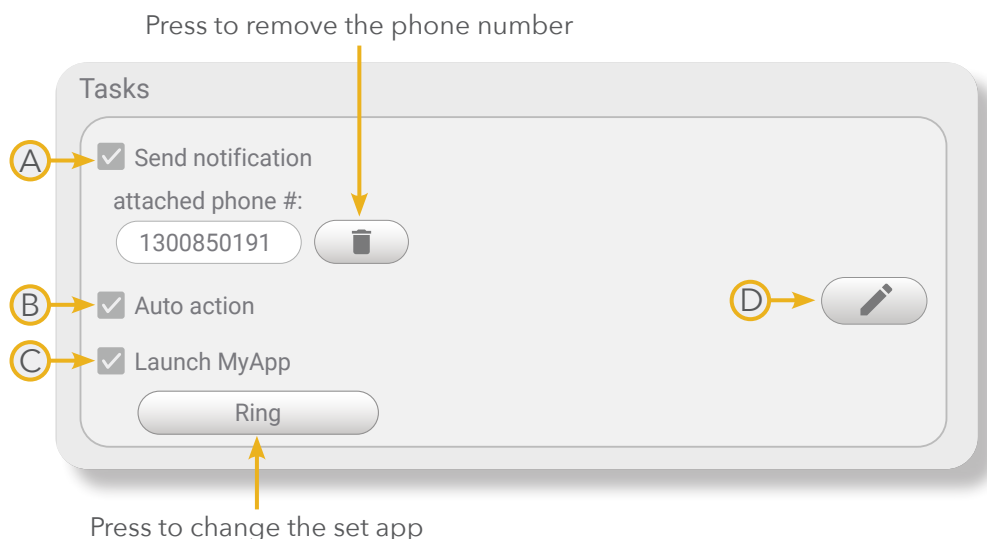 Press to remove the phone number
Tasks
A
Send notification
attached phone #:
1300850191
B
Auto action
D
C
Launch MyApp
Ring
Press to change the set app